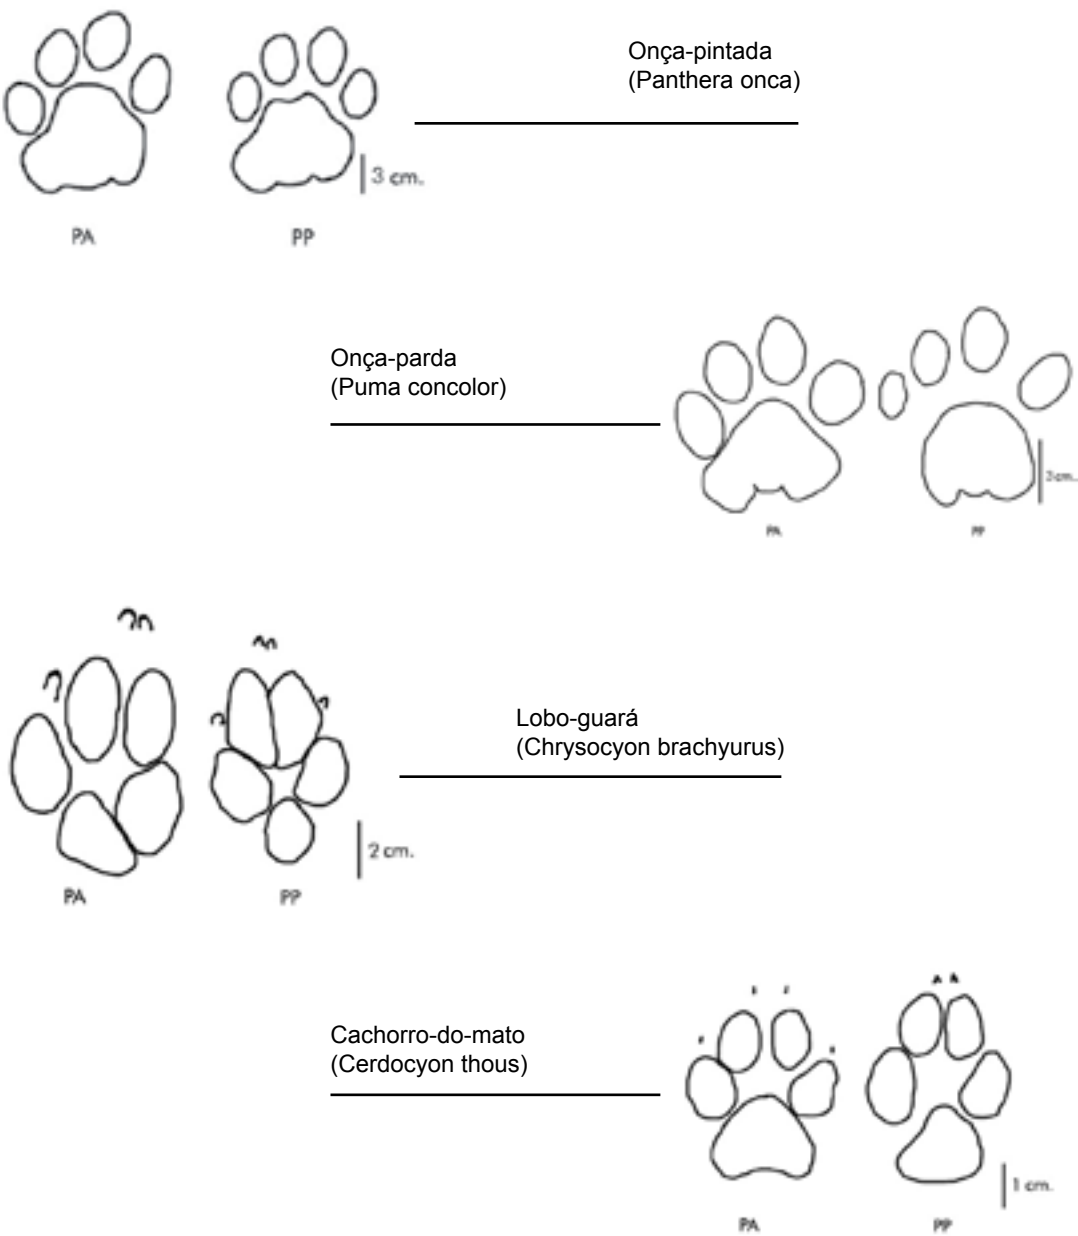 Onça-pintada
(Panthera onca)
3 cm.
PA PP
Onça-parda
(Puma concolor)
PA PP
Lobo-guará
(Chrysocyon brachyurus)
2 cm.
PA PP
Cachorro-do-mato
(Cerdocyon thous)
1 cm.
PA PP